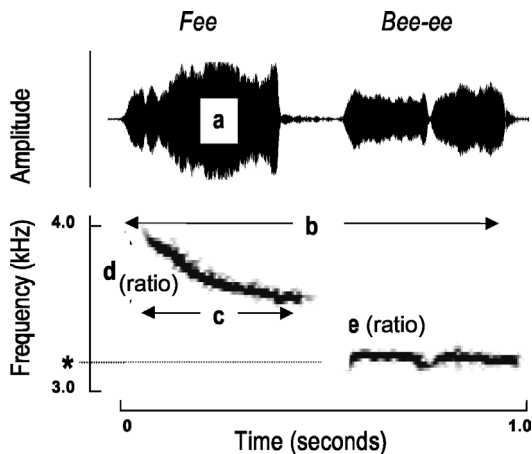 Fee Bee-ee
Amplitude
a
4.0
b
d (ratio)
c
e (ratio)
Frequency (kHz)
*
3.0
0 1.0
Time (seconds)